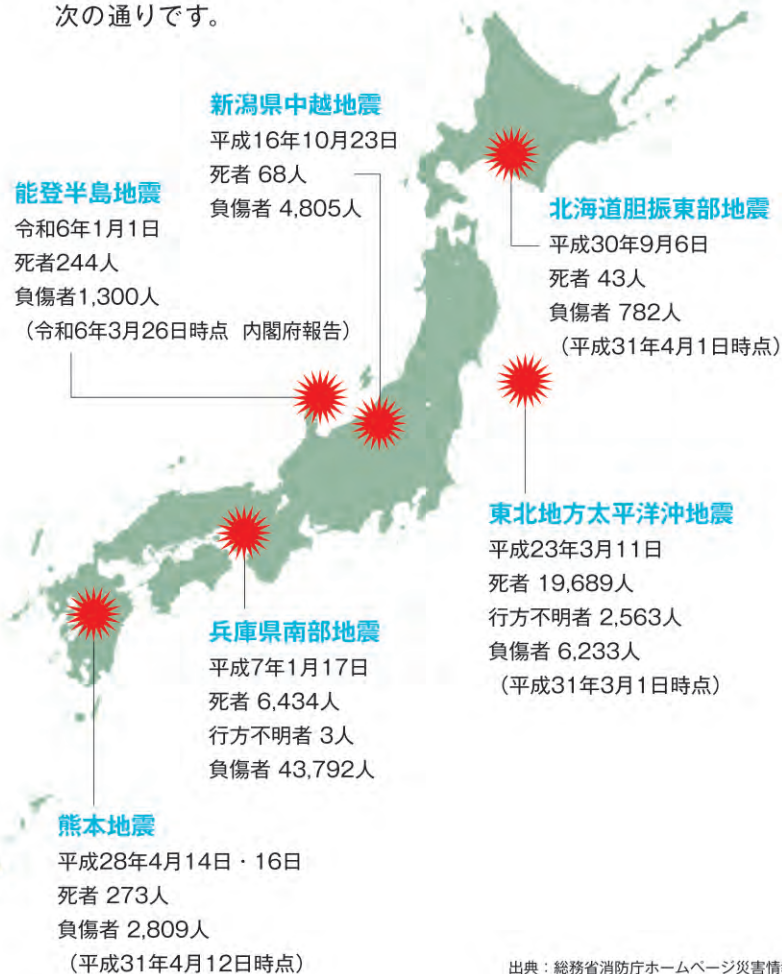 次の通りです。
新潟県中越地震
平成16年10月23日
死者 68人
負傷者 4,805人
能登半島地震
令和6年1月1日
死者244人
負傷者1,300人
（令和6年3月26日時点 内閣府報告）
北海道胆振東部地震
平成30年9月6日
死者 43人
負傷者 782人
（平成31年4月1日時点）
東北地方太平洋沖地震
平成23年3月11日
死者 19,689人
行方不明者 2,563人
負傷者 6,233人
（平成31年3月1日時点）
兵庫県南部地震
平成7年1月17日
死者 6,434人
行方不明者 3人
負傷者 43,792人
熊本地震
平成28年4月14日・16日
死者 273人
負傷者 2,809人
（平成31年4月12日時点）
出典：総務省消防庁ホームページ災害情